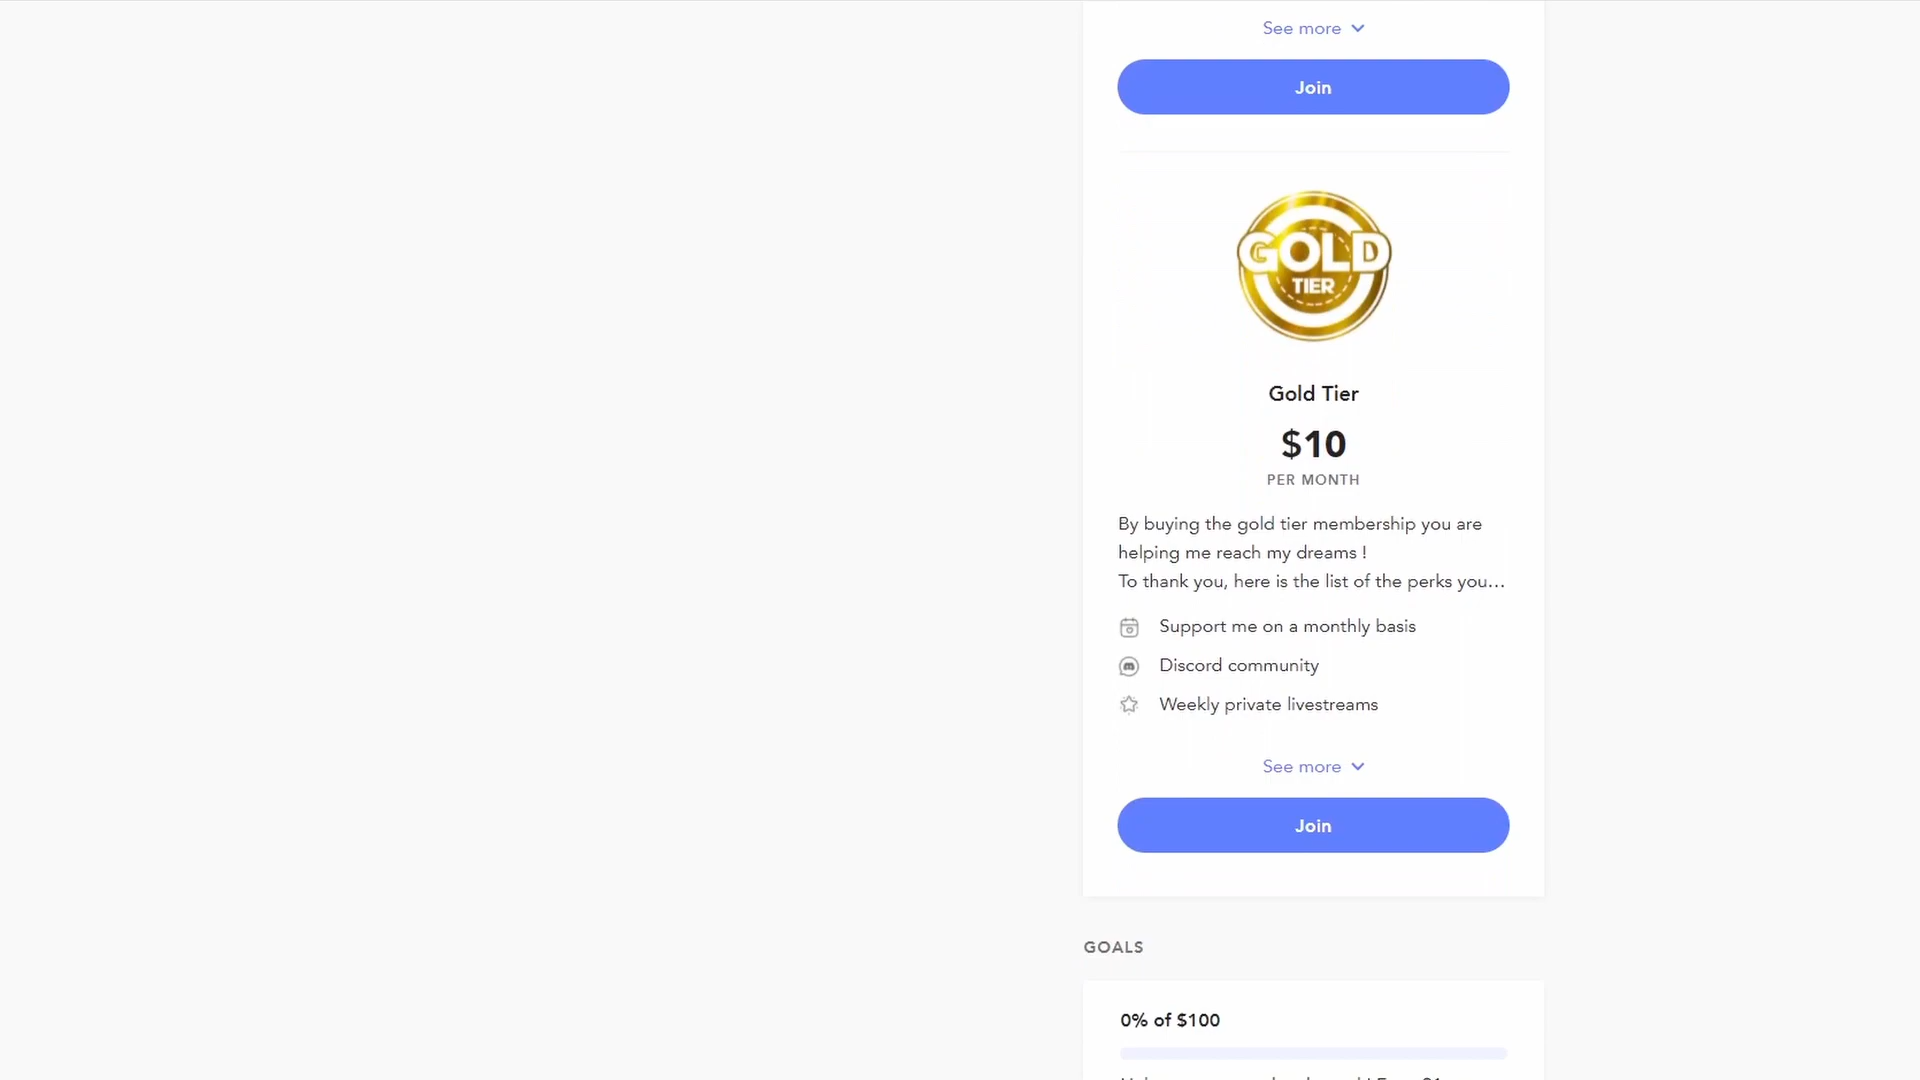 See more
Join
GOLD
TIER
Gold Tier
$10
PER MONTH
By buying the gold tier membership you are
helping me reach my dreams !
To thank you, here is the list of the perks you...
Support me on a monthly basis
Discord community
Weekly private livestreams
See more
Join
GOALS
0% of $100